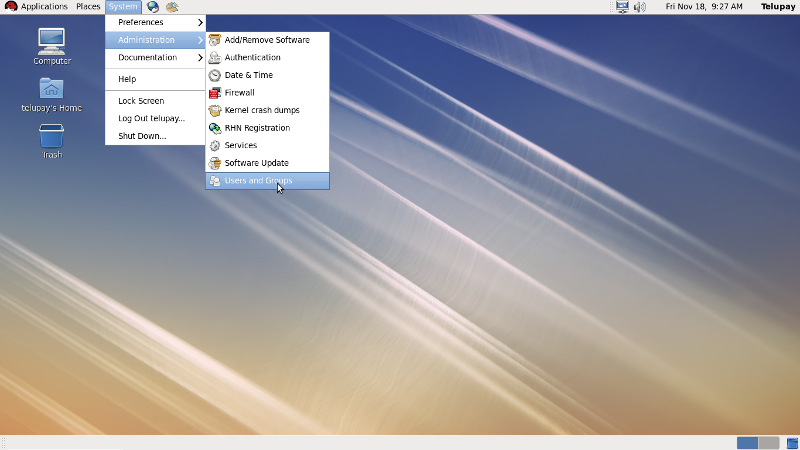 Applications Places System
Fri Nov 18, 9:27 AM Telupay
Preferences
Administration
Documentation
Help
Lock Screen
Log Out telupay...
Shut Down...
Add/Remove Software
Authentication
Date & Time
Firewall
Kernel crash dumps
RHN Registration
Services
Software Update
Users and Groups
Computer
telupay's Home
Trash